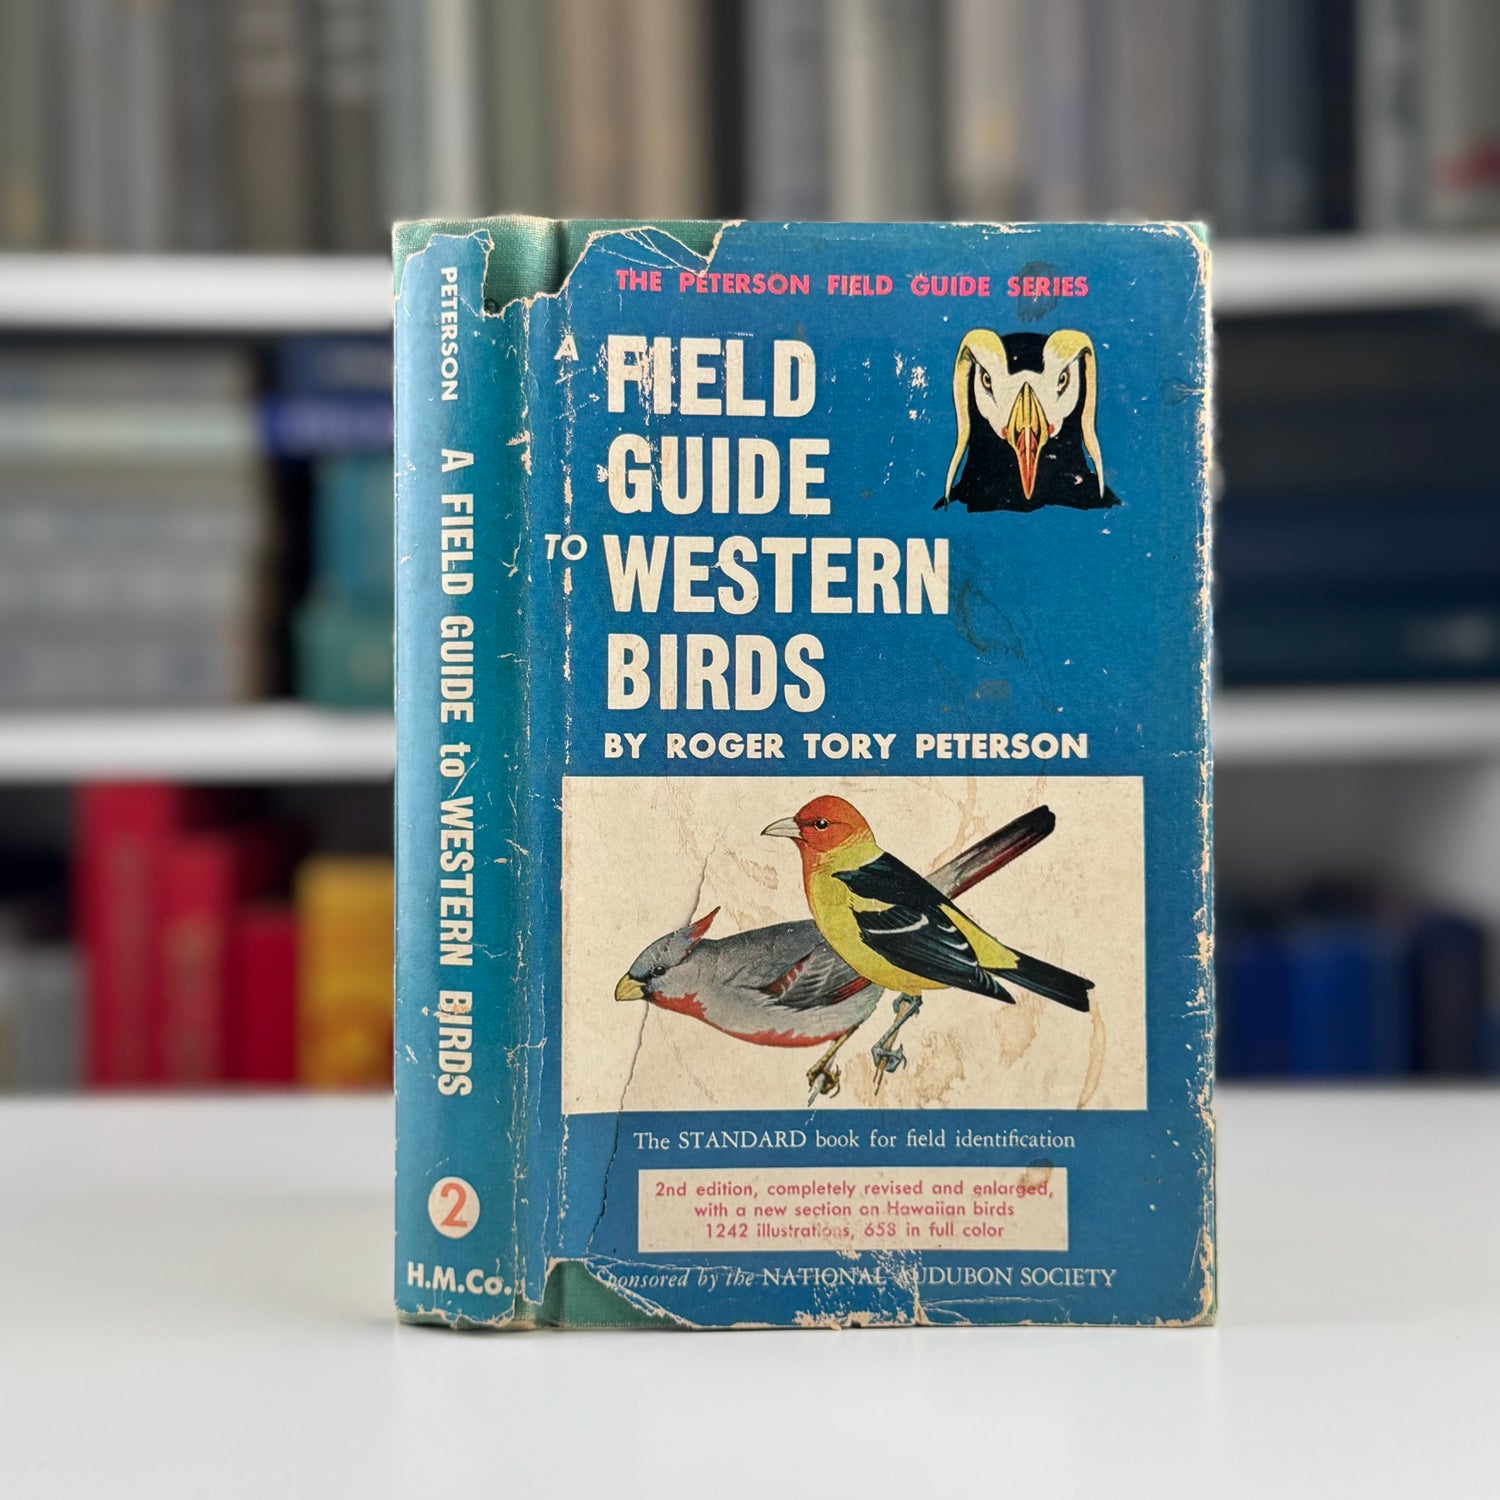 PETERSON A FIELD GUIDE to WESTERN BIRDS
2
H.M.Co.
THE PETERSON FIELD GUIDE SERIES
A FIELD
GUIDE
TO WESTERN
BIRDS
BY ROGER TORY PETERSON
The STANDARD book for field identification
2nd edition, completely revised and enlarged,
with a new section on Hawaiian birds
1242 illustrations, 658 in full color
Sponsored by the NATIONAL AUDUBON SOCIETY